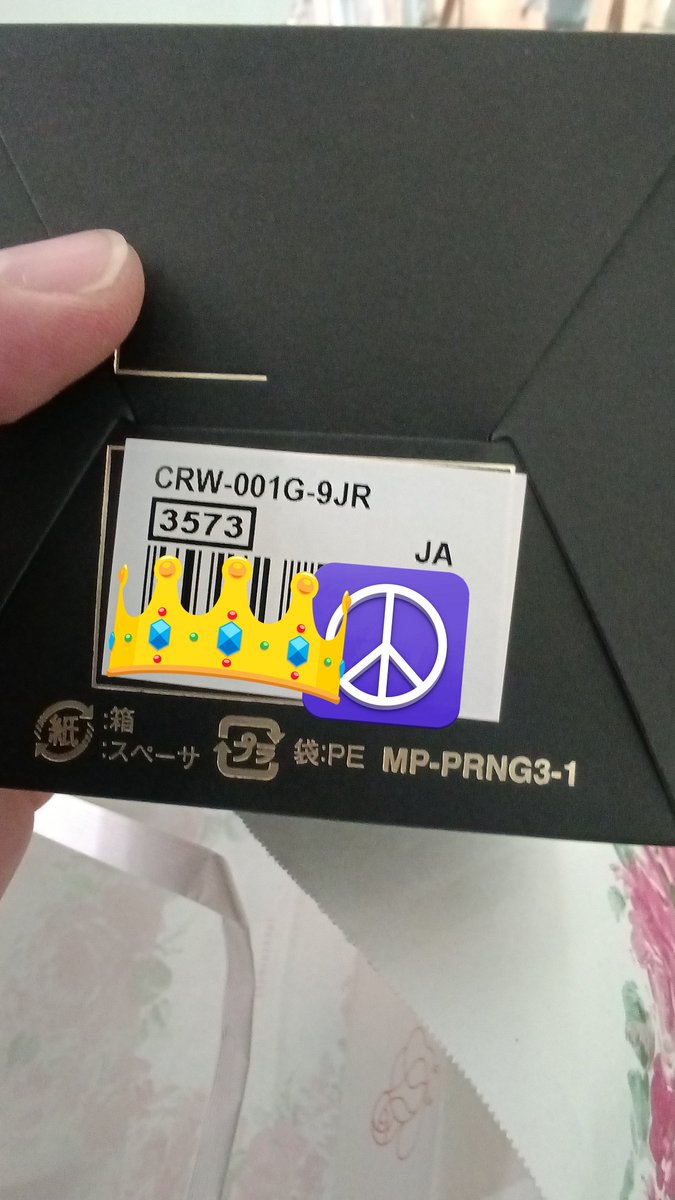 CRW-001G-9JR
3573
JA
紙 :箱
:スペーサ
プラ 袋:PE MP-PRNG3-1